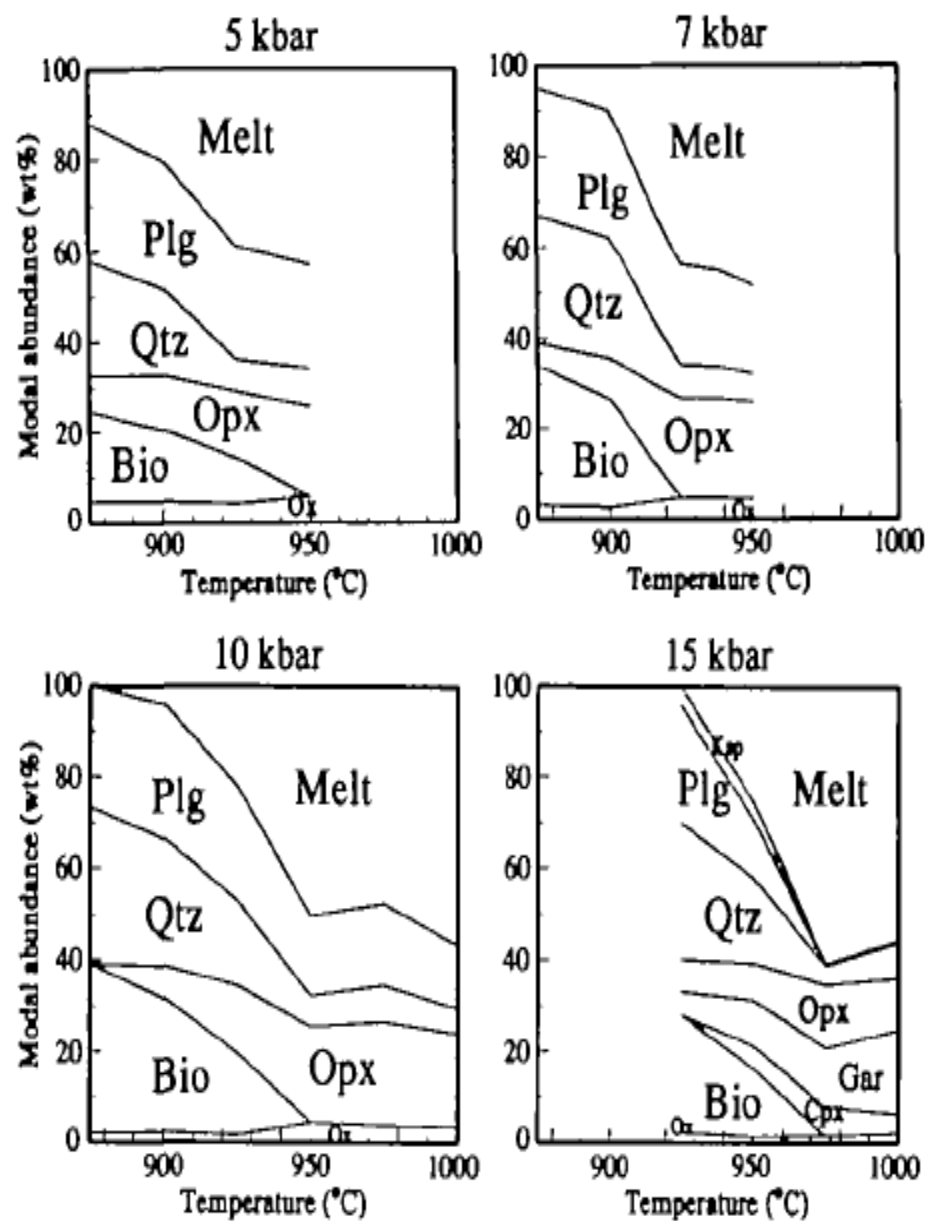 5 kbar
Modal abundance (wt%)
100
80
60
40
20
0
Melt
Plg
Qtz
Opx
Bio
Ox
900
950
1000
Temperature (°C)
7 kbar
100
80
60
40
20
0
Melt
Plg
Qtz
Opx
Bio
Ox
900
950
1000
Temperature (°C)
10 kbar
Modal abundance (wt%)
100
80
60
40
20
0
Melt
Plg
Qtz
Opx
Bio
Ox
900
950
1000
Temperature (°C)
15 kbar
100
80
60
40
20
0
Ksp
Plg
Melt
Qtz
Opx
Gar
Cpx
Bio
Ox
900
950
1000
Temperature (°C)